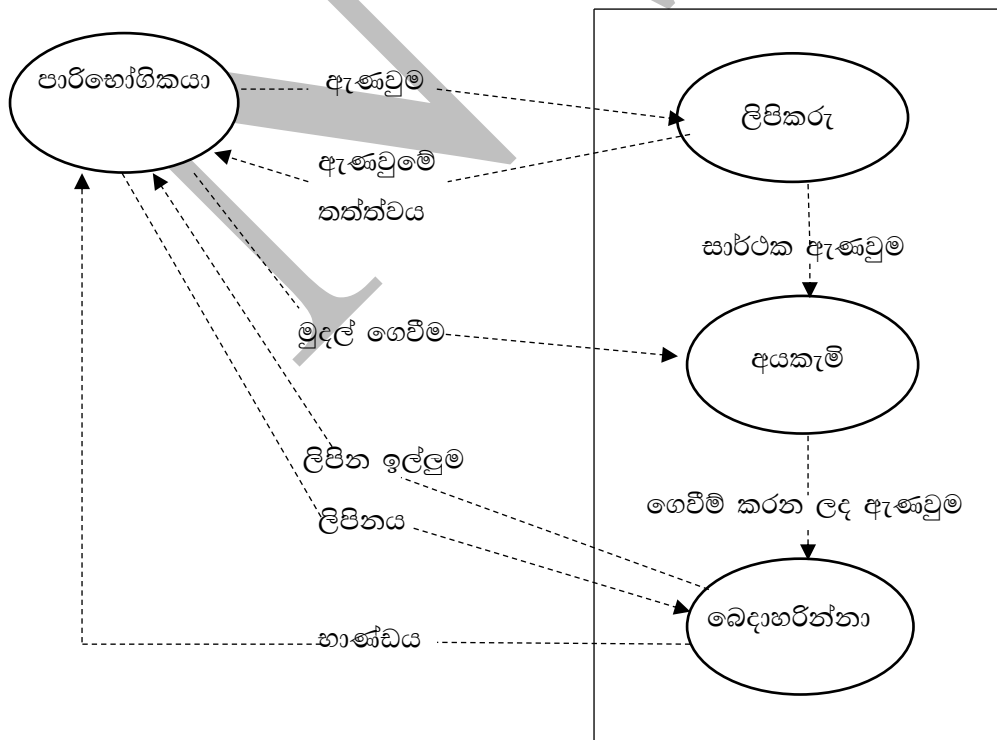 පාරිභෝගිකයා
ඇණවුම
ලිපිකරු
ඇණවුමේ
තත්ත්වය
සාර්ථක ඇණවුම
මුදල් ගෙවීම
අයකැමි
ලිපින ඉල්ලුම
ගෙවීම් කරන ලද ඇණවුම
ලිපිනය
බෙදාහරින්නා
භාණ්ඩය